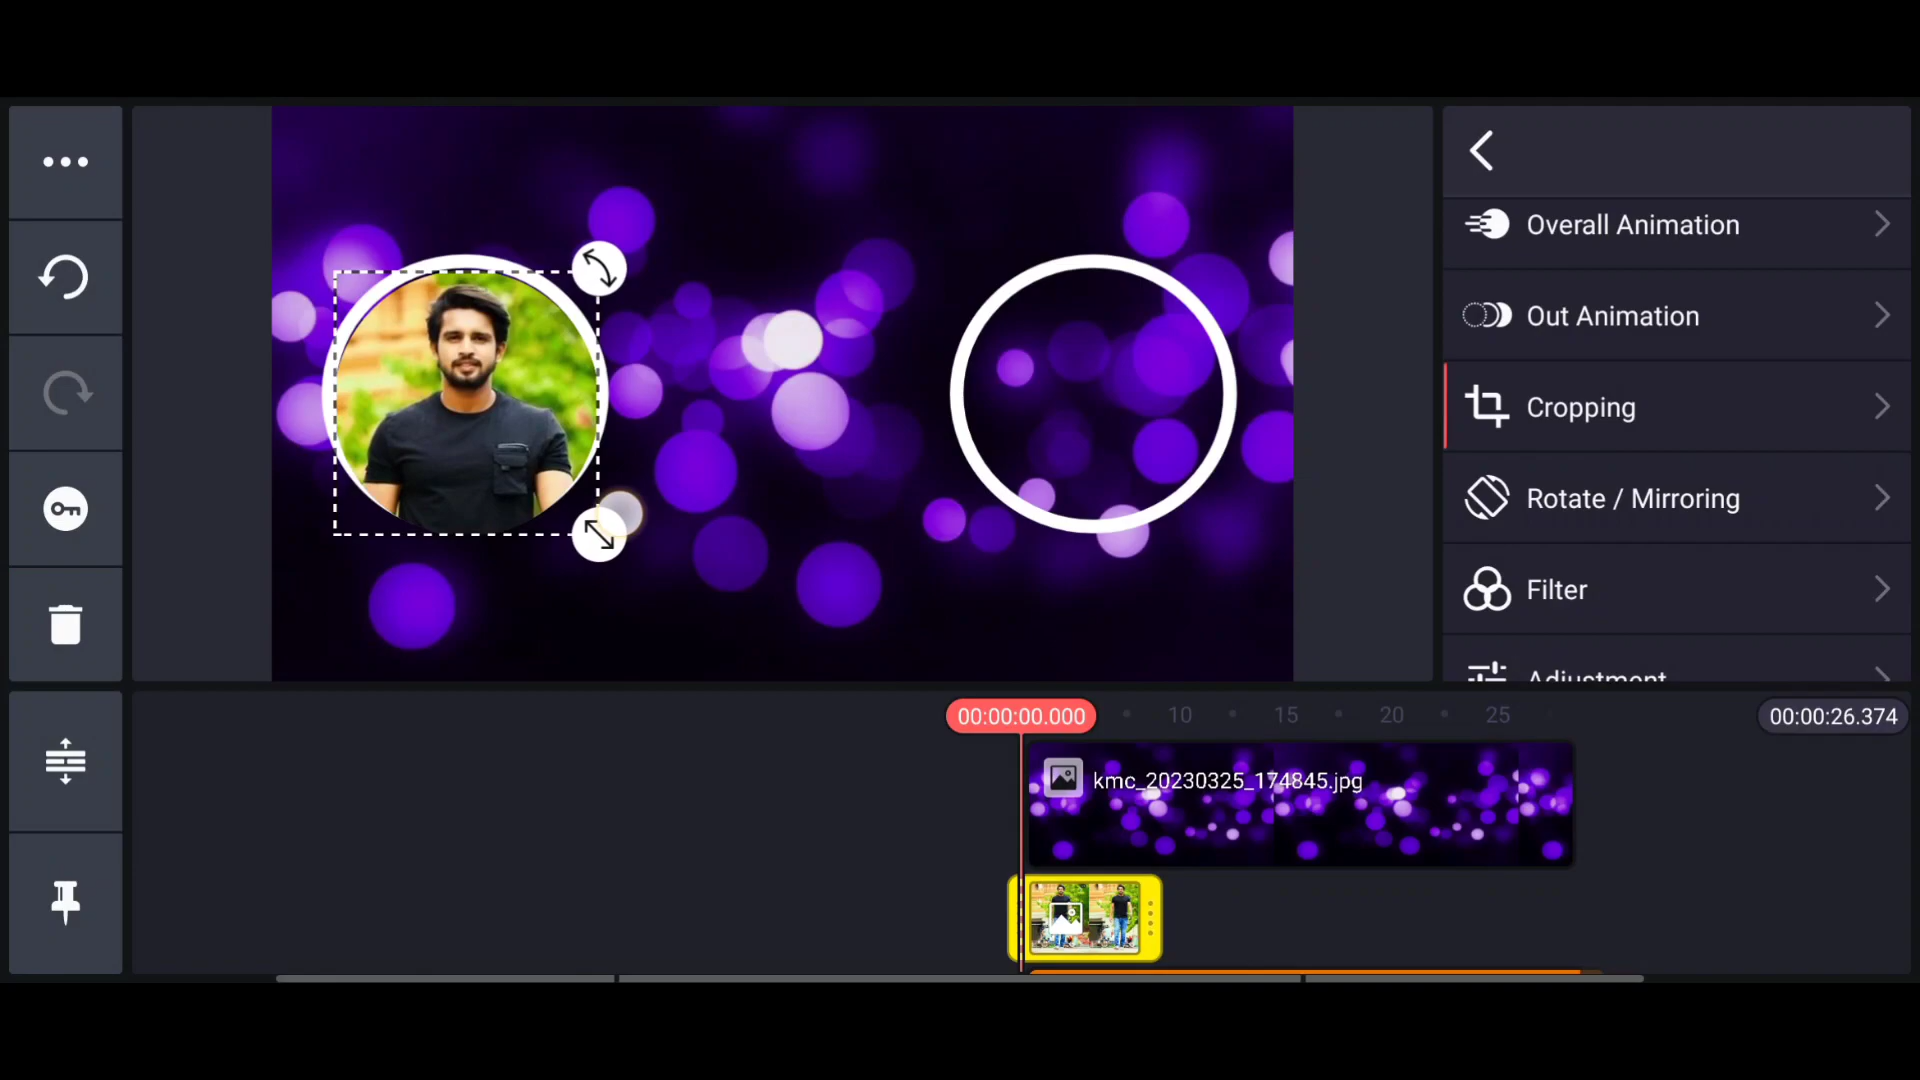 Overall Animation
Out Animation
Cropping
Rotate / Mirroring
Filter
Adjustment
00:00:00.000
10
15
20
25
00:00:26.374
kmc_20230325_174845.jpg